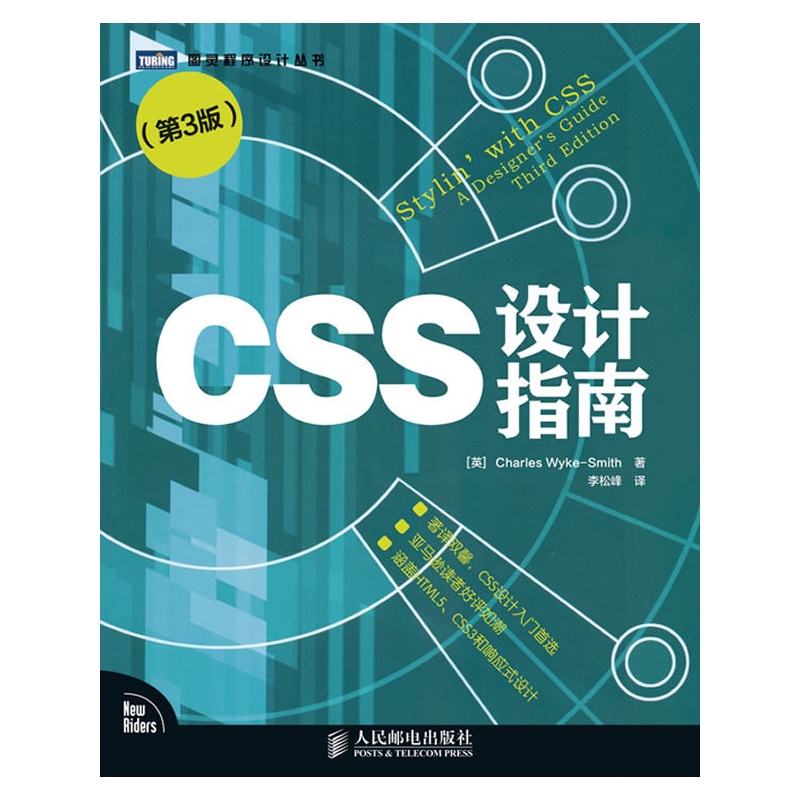 TURING 图灵程序设计丛书
(第3版)
Stylin' with CSS
A Designer's Guide
Third Edition
CSS 设计
指南
[英] Charles Wyke-Smith 著
李松峰 译
著译双馨，CSS设计入门首选
亚马逊读者好评如潮
涵盖HTML5、CSS3和响应式设计
New
Riders
人民邮电出版社
POSTS & TELECOM PRESS